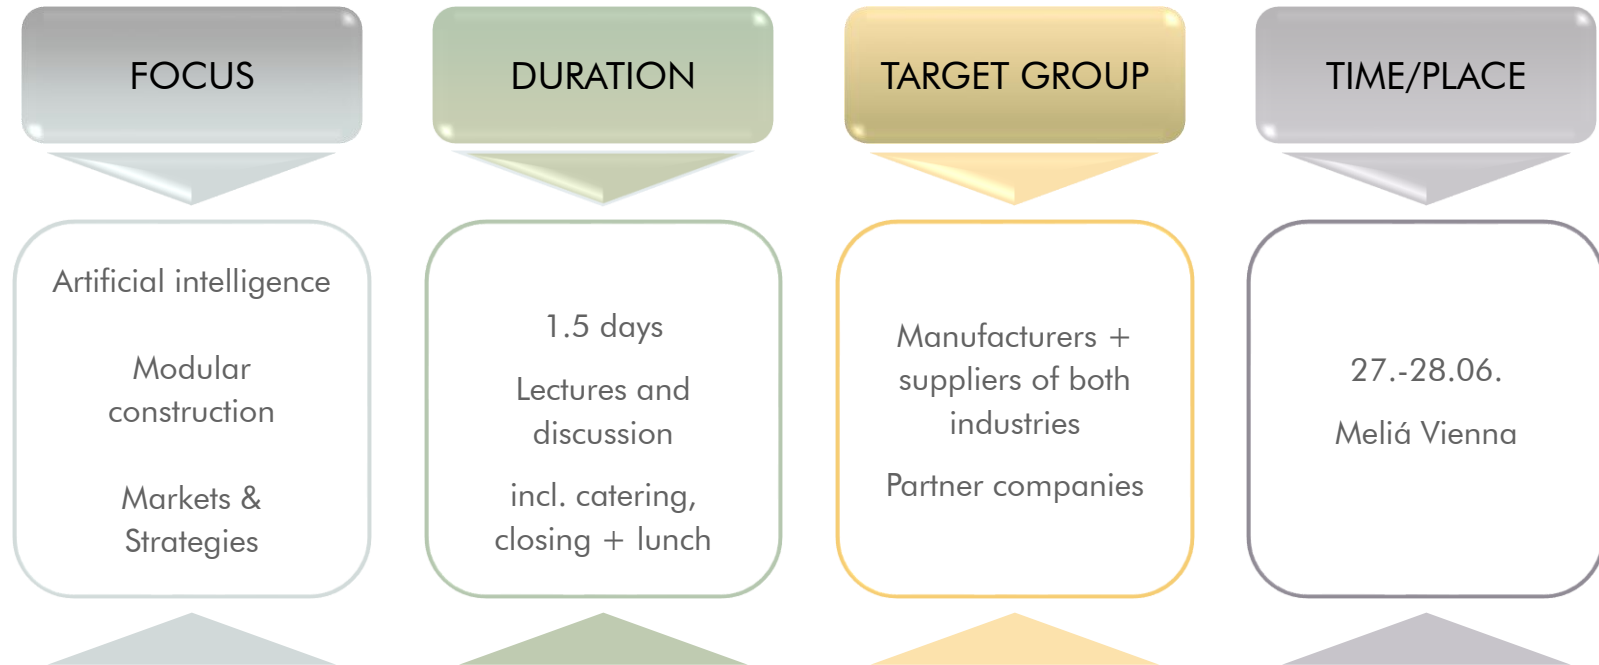 FOCUS
Artificial intelligence
Modular
construction
Markets &
Strategies
DURATION
1.5 days
Lectures and
discussion
incl. catering,
closing + lunch
TARGET GROUP
Manufacturers +
suppliers of both
industries
Partner companies
TIME/PLACE
27.-28.06.
Meliá Vienna